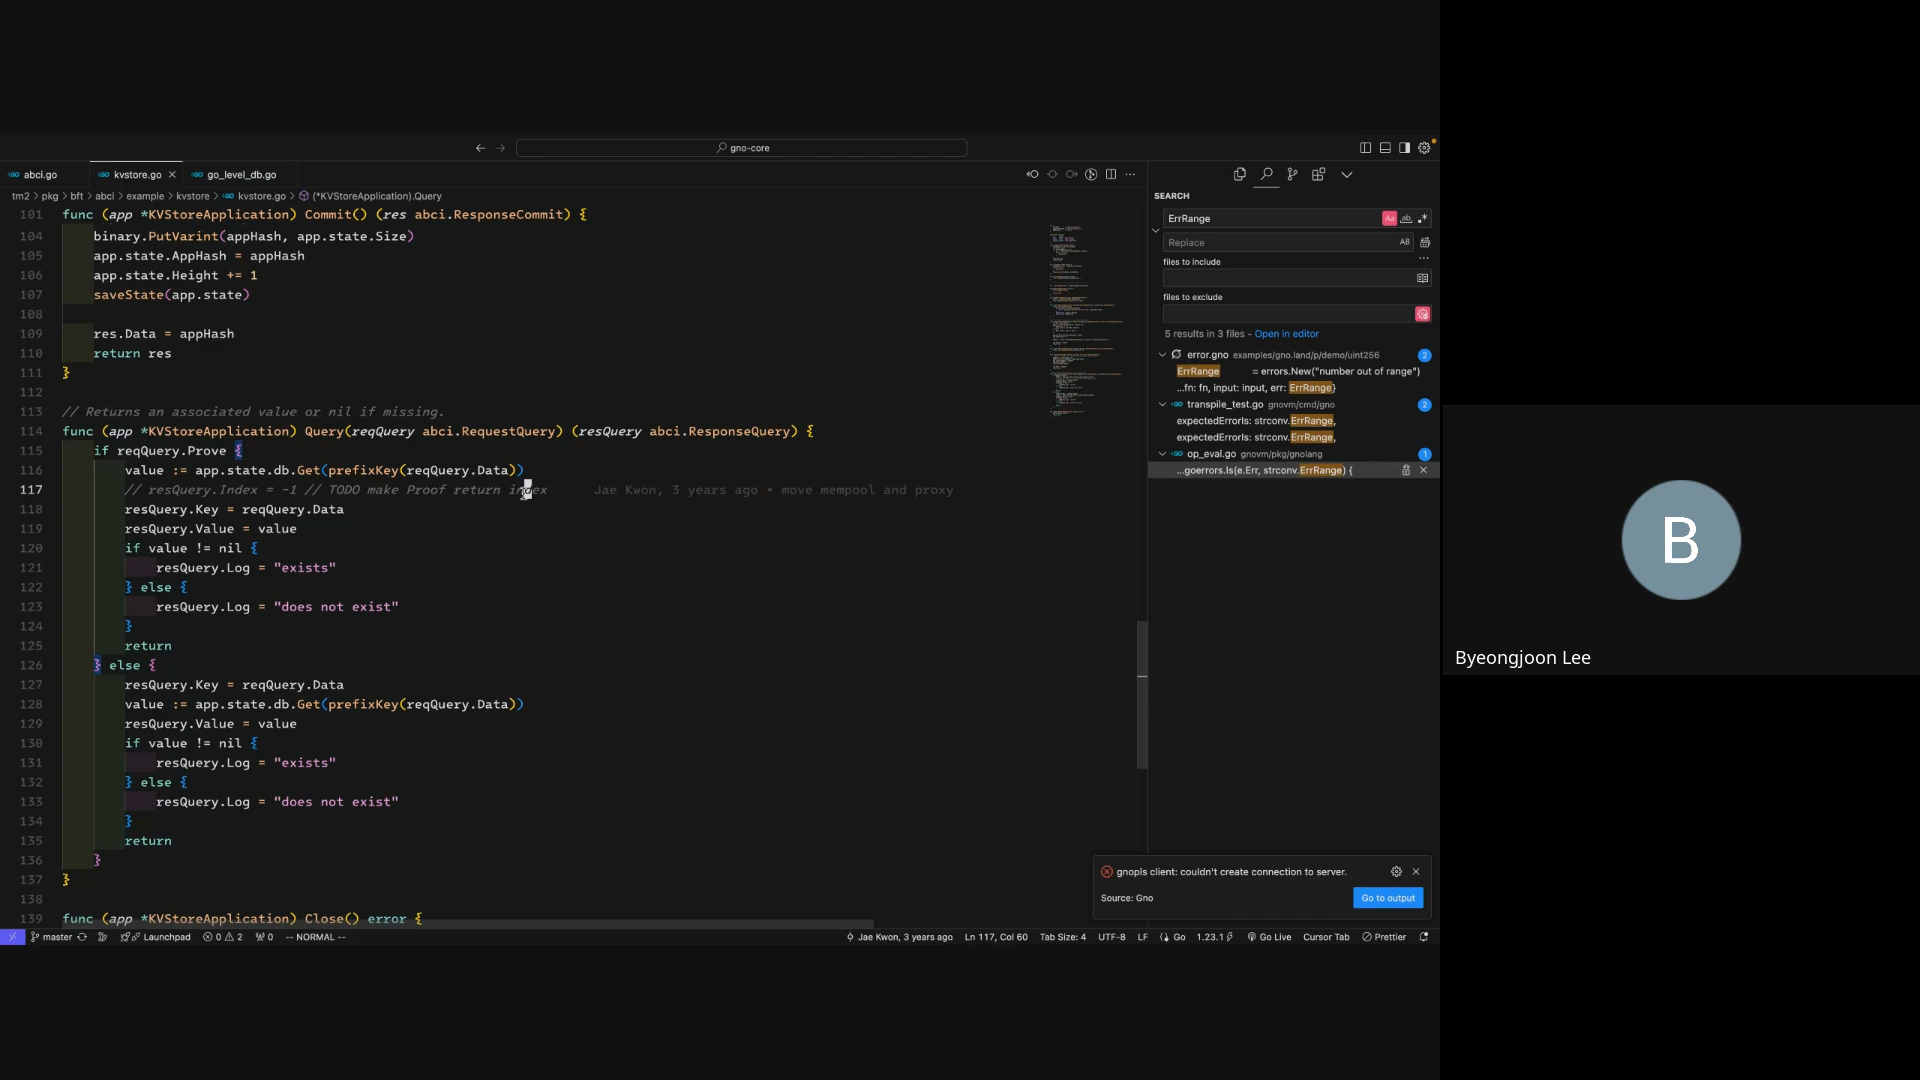 gno-core
abci.go
kvstore.go
go_level_db.go
tm2 > pkg > bft > abci > example > kvstore > kvstore.go > (*KVStoreApplication).Query
101 func (app *KVStoreApplication) Commit() (res abci.ResponseCommit) {
104 binary.PutVarint(appHash, app.state.Size)
105 app.state.AppHash = appHash
106 app.state.Height += 1
107 saveState(app.state)
108
109 res.Data = appHash
110 return res
111 }
112
113 // Returns an associated value or nil if missing.
114 func (app *KVStoreApplication) Query(reqQuery abci.RequestQuery) (resQuery abci.ResponseQuery) {
115 if reqQuery.Prove {
116 value := app.state.db.Get(prefixKey(reqQuery.Data))
117 // resQuery.Index = -1 // TODO make Proof return index Jae Kwon, 3 years ago • move mempool and proxy
118 resQuery.Key = reqQuery.Data
119 resQuery.Value = value
120 if value != nil {
121 resQuery.Log = "exists"
122 } else {
123 resQuery.Log = "does not exist"
124 }
125 return
126 } else {
127 resQuery.Key = reqQuery.Data
128 value := app.state.db.Get(prefixKey(reqQuery.Data))
129 resQuery.Value = value
130 if value != nil {
131 resQuery.Log = "exists"
132 } else {
133 resQuery.Log = "does not exist"
134 }
135 return
136 }
137 }
138
139 func (app *KVStoreApplication) Close() error {
SEARCH
ErrRange
Aa ab .*
Replace
AB
files to include
files to exclude
5 results in 3 files - Open in editor
error.gno examples/gno.land/p/demo/uint256 2
ErrRange = errors.New("number out of range")
...fn: fn, input: input, err: ErrRange}
transpile_test.go gnovm/cmd/gno 2
expectedErrorIs: strconv.ErrRange,
expectedErrorIs: strconv.ErrRange,
op_eval.go gnovm/pkg/gnolang 1
...goerrors.Is(e.Err, strconv.ErrRange) {
gnopls client: couldn't create connection to server.
Source: Gno
Go to output
master
Launchpad
0 2
0
-- NORMAL --
Jae Kwon, 3 years ago
Ln 117, Col 60
Tab Size: 4
UTF-8
LF
Go
1.23.1
Go Live
Cursor Tab
Prettier
B
Byeongjoon Lee